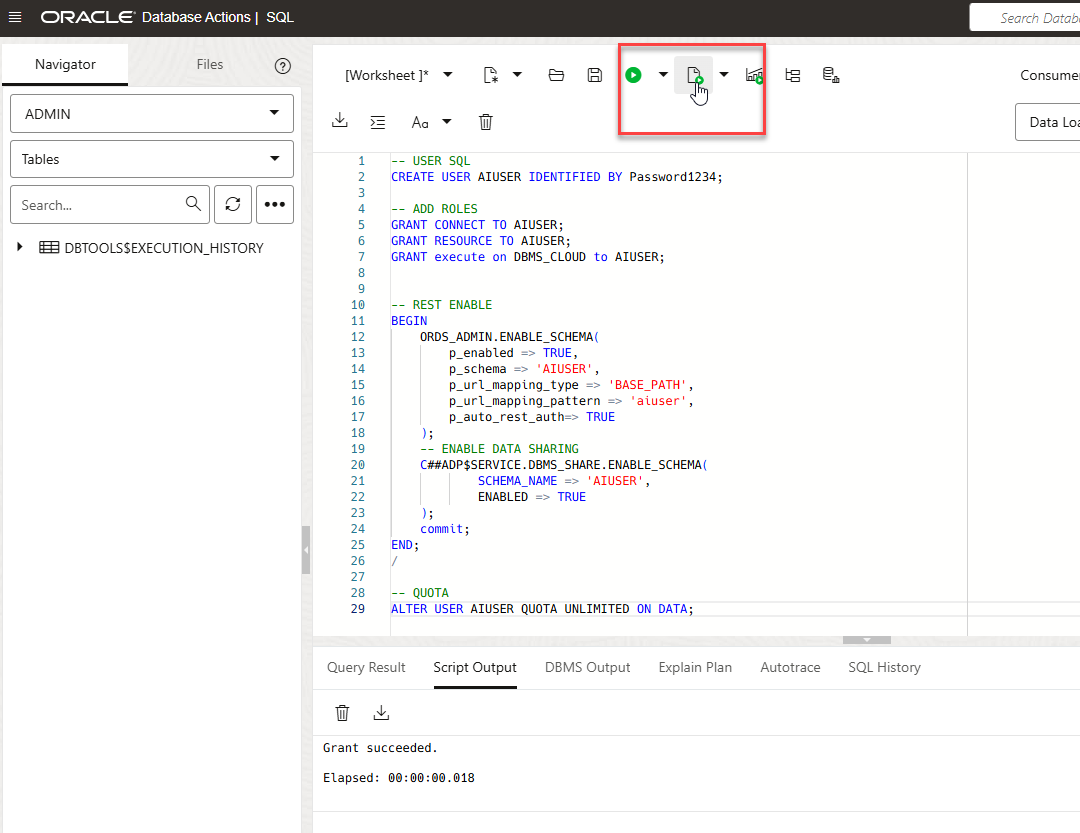 ORACLE Database Actions | SQL
Search Datab
Navigator
Files
ADMIN
Tables
Search...
DBTOOLS$EXECUTION_HISTORY
[Worksheet ]*
Consumer
Aa
Data Loa
1 -- USER SQL
2 CREATE USER AIUSER IDENTIFIED BY Password1234;
3
4 -- ADD ROLES
5 GRANT CONNECT TO AIUSER;
6 GRANT RESOURCE TO AIUSER;
7 GRANT execute on DBMS_CLOUD to AIUSER;
8
9
10 -- REST ENABLE
11 BEGIN
12 ORDS_ADMIN.ENABLE_SCHEMA(
13 p_enabled => TRUE,
14 p_schema => 'AIUSER',
15 p_url_mapping_type => 'BASE_PATH',
16 p_url_mapping_pattern => 'aiuser',
17 p_auto_rest_auth=> TRUE
18 );
19 -- ENABLE DATA SHARING
20 C##ADP$SERVICE.DBMS_SHARE.ENABLE_SCHEMA(
21 SCHEMA_NAME => 'AIUSER',
22 ENABLED => TRUE
23 );
24 commit;
25 END;
26 /
27
28 -- QUOTA
29 ALTER USER AIUSER QUOTA UNLIMITED ON DATA;
Query Result
Script Output
DBMS Output
Explain Plan
Autotrace
SQL History
Grant succeeded.
Elapsed: 00:00:00.018